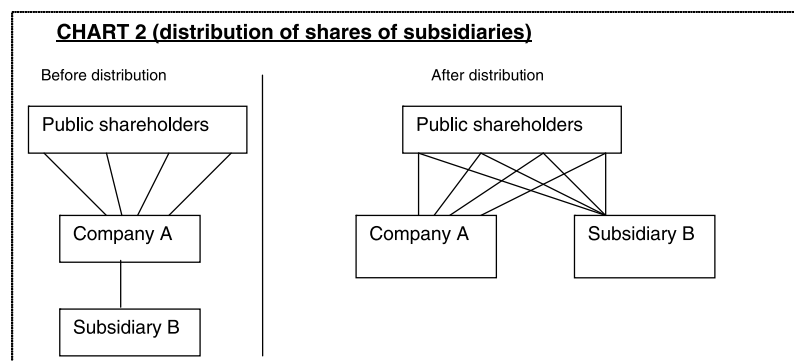 CHART 2 (distribution of shares of subsidiaries)
Before distribution
Public shareholders
Company A
Subsidiary B
After distribution
Public shareholders
Company A
Subsidiary B